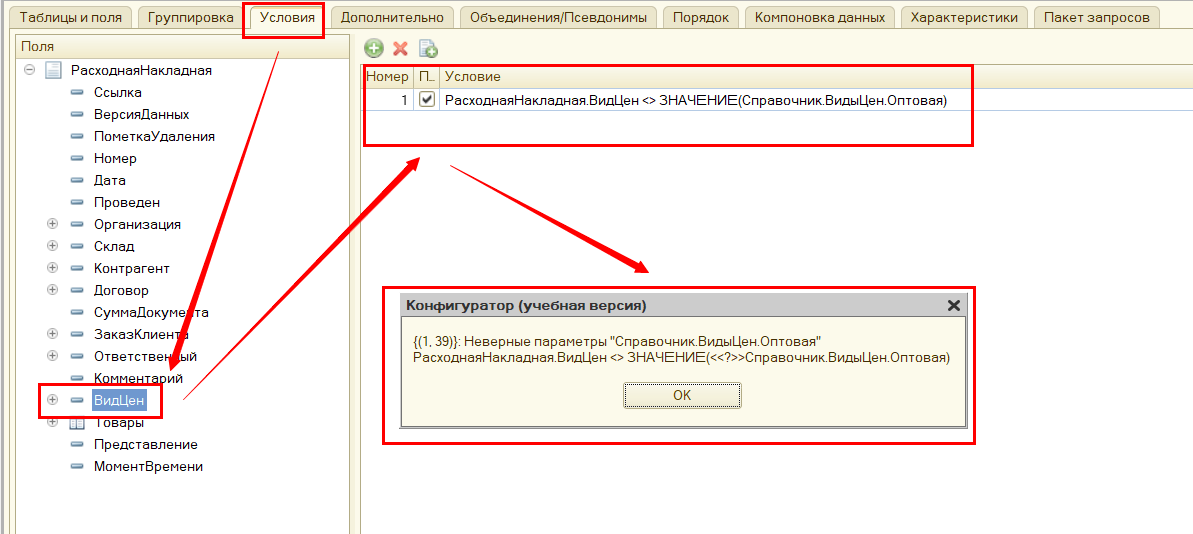 Таблицы и поля Группировка Условия Дополнительно Объединения/Псевдонимы Порядок Компоновка данных Характеристики Пакет запросов
Поля
РасходнаяНакладная
Ссылка
ВерсияДанных
ПометкаУдаления
Номер
Дата
Проведен
Организация
Склад
Контрагент
Договор
СуммаДокумента
ЗаказКлиента
Ответственный
Комментарий
ВидЦен
Товары
Представление
МоментВремени
Номер П... Условие
1 РасходнаяНакладная.ВидЦен <> ЗНАЧЕНИЕ(Справочник.ВидыЦен.Оптовая)
Конфигуратор (учебная версия)
{(1, 39)}: Неверные параметры "Справочник.ВидыЦен.Оптовая"
РасходнаяНакладная.ВидЦен <> ЗНАЧЕНИЕ(<<?>>Справочник.ВидыЦен.Оптовая)
OK